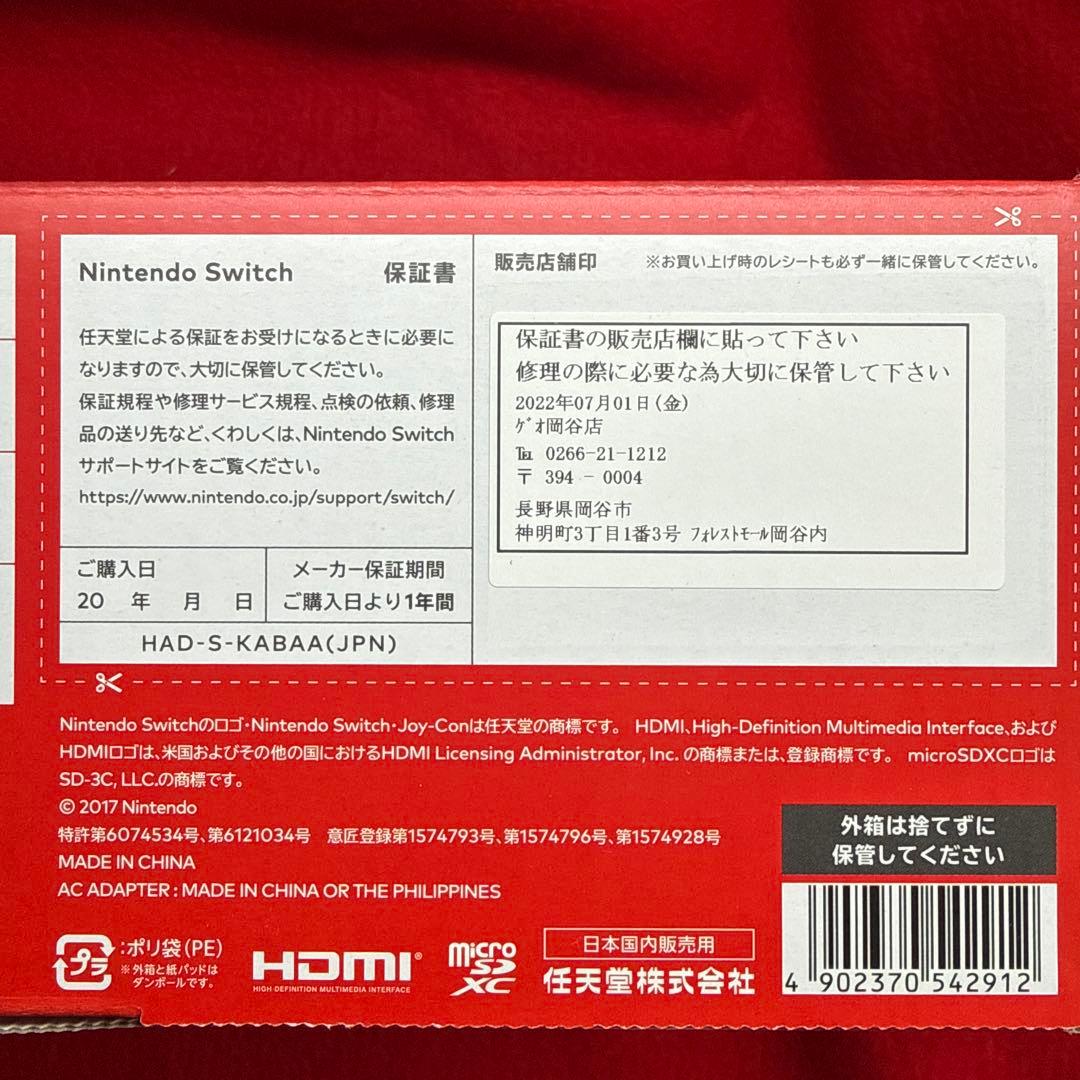 Nintendo Switch 保証書
任天堂による保証をお受けになるときに必要に
なりますので、大切に保管してください。
保証規程や修理サービス規程、点検の依頼、修理
品の送り先など、くわしくは、Nintendo Switch
サポートサイトをご覧ください。
https://www.nintendo.co.jp/support/switch/
ご購入日
20 年 月 日
メーカー保証期間
ご購入日より1年間
HAD-S-KABAA(JPN)
販売店舗印 ※お買い上げ時のレシートも必ず一緒に保管してください。
保証書の販売店欄に貼って下さい
修理の際に必要な為大切に保管して下さい
2022年07月01日(金)
ｹﾞｵ岡谷店
℡ 0266-21-1212
〒 394 - 0004
長野県岡谷市
神明町3丁目1番3号 ﾌｫﾚｽﾄﾓｰﾙ岡谷内
Nintendo Switchのロゴ・Nintendo Switch・Joy-Conは任天堂の商標です。 HDMI、High-Definition Multimedia Interface、および
HDMIロゴは、米国およびその他の国におけるHDMI Licensing Administrator, Inc. の商標または、登録商標です。 microSDXCロゴは
SD-3C, LLC.の商標です。
© 2017 Nintendo
特許第6074534号、第6121034号 意匠登録第1574793号、第1574796号、第1574928号
MADE IN CHINA
AC ADAPTER : MADE IN CHINA OR THE PHILIPPINES
プラ
:ポリ袋(PE)
※外箱と紙パッドは
ダンボールです。
HDMI®
HIGH-DEFINITION MULTIMEDIA INTERFACE
micro
SD
XC
日本国内販売用
任天堂株式会社
外箱は捨てずに
保管してください
4 902370 542912